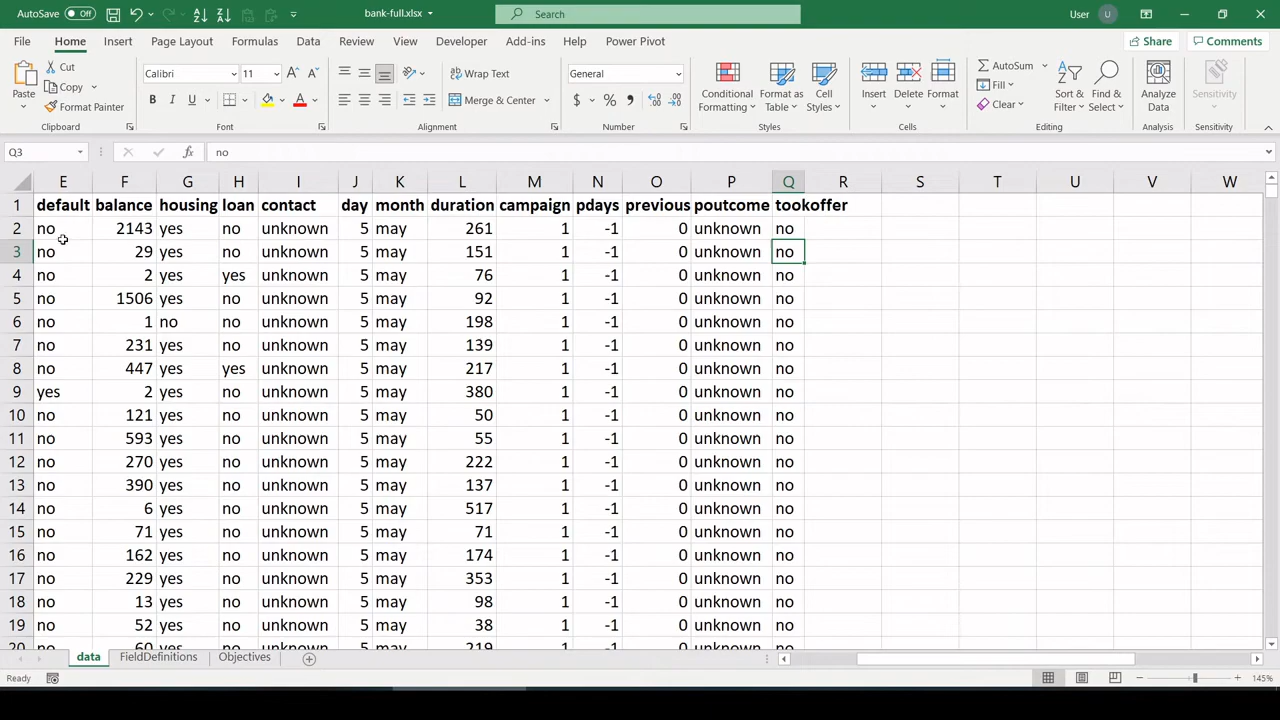 AutoSave Off bank-full.xlsx Search User U
File Home Insert Page Layout Formulas Data Review View Developer Add-ins Help Power Pivot Share Comments
Paste Cut Copy Format Painter Clipboard
Calibri 11 B I U Font
Wrap Text Merge & Center Alignment
General $ % Number
Conditional Formatting Format as Table Cell Styles Styles
Insert Delete Format Cells
AutoSum Fill Clear Sort & Filter Find & Select Editing
Analyze Data Analysis
Sensitivity Sensitivity
Q3 fx no
E F G H I J K L M N O P Q R S T U V W
1 default balance housing loan contact day month duration campaign pdays previous poutcome tookoffer
2 no 2143 yes no unknown 5 may 261 1 -1 0 unknown no
3 no 29 yes no unknown 5 may 151 1 -1 0 unknown no
4 no 2 yes yes unknown 5 may 76 1 -1 0 unknown no
5 no 1506 yes no unknown 5 may 92 1 -1 0 unknown no
6 no 1 no no unknown 5 may 198 1 -1 0 unknown no
7 no 231 yes no unknown 5 may 139 1 -1 0 unknown no
8 no 447 yes yes unknown 5 may 217 1 -1 0 unknown no
9 yes 2 yes no unknown 5 may 380 1 -1 0 unknown no
10 no 121 yes no unknown 5 may 50 1 -1 0 unknown no
11 no 593 yes no unknown 5 may 55 1 -1 0 unknown no
12 no 270 yes no unknown 5 may 222 1 -1 0 unknown no
13 no 390 yes no unknown 5 may 137 1 -1 0 unknown no
14 no 6 yes no unknown 5 may 517 1 -1 0 unknown no
15 no 71 yes no unknown 5 may 71 1 -1 0 unknown no
16 no 162 yes no unknown 5 may 174 1 -1 0 unknown no
17 no 229 yes no unknown 5 may 353 1 -1 0 unknown no
18 no 13 yes no unknown 5 may 98 1 -1 0 unknown no
19 no 52 yes no unknown 5 may 38 1 -1 0 unknown no
20 no 60 yes no unknown 5 may 219 1 -1 0 unknown no
data FieldDefinitions Objectives
Ready 145%